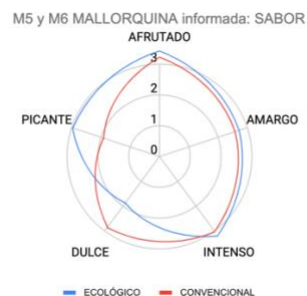 M5 y M6 MALLORQUINA informada: SABOR
AFRUTADO
3
2
PICANTE
AMARGO
1
0
DULCE
INTENSO
ECOLÓGICO CONVENCIONAL